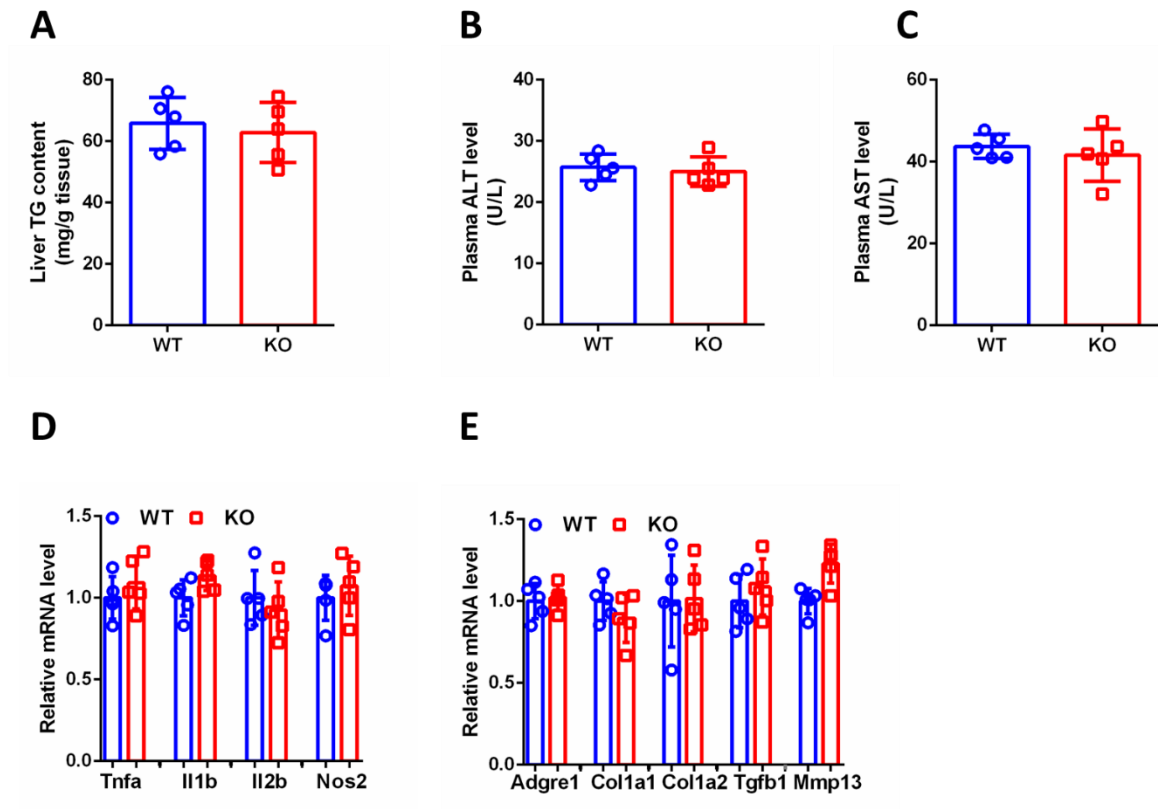 A
B
C
Liver TG content
(mg/g tissue)
80
60
40
20
0
WT KO
Plasma ALT level
(U/L)
40
30
20
10
0
WT KO
Plasma AST level
(U/L)
60
40
20
0
WT KO
D
E
Relative mRNA level
WT KO
1.5
1.0
0.5
0.0
Tnfa Il1b Il2b Nos2
Relative mRNA level
WT KO
1.5
1.0
0.5
0.0
Adgre1 Col1a1 Col1a2 Tgfb1 Mmp13